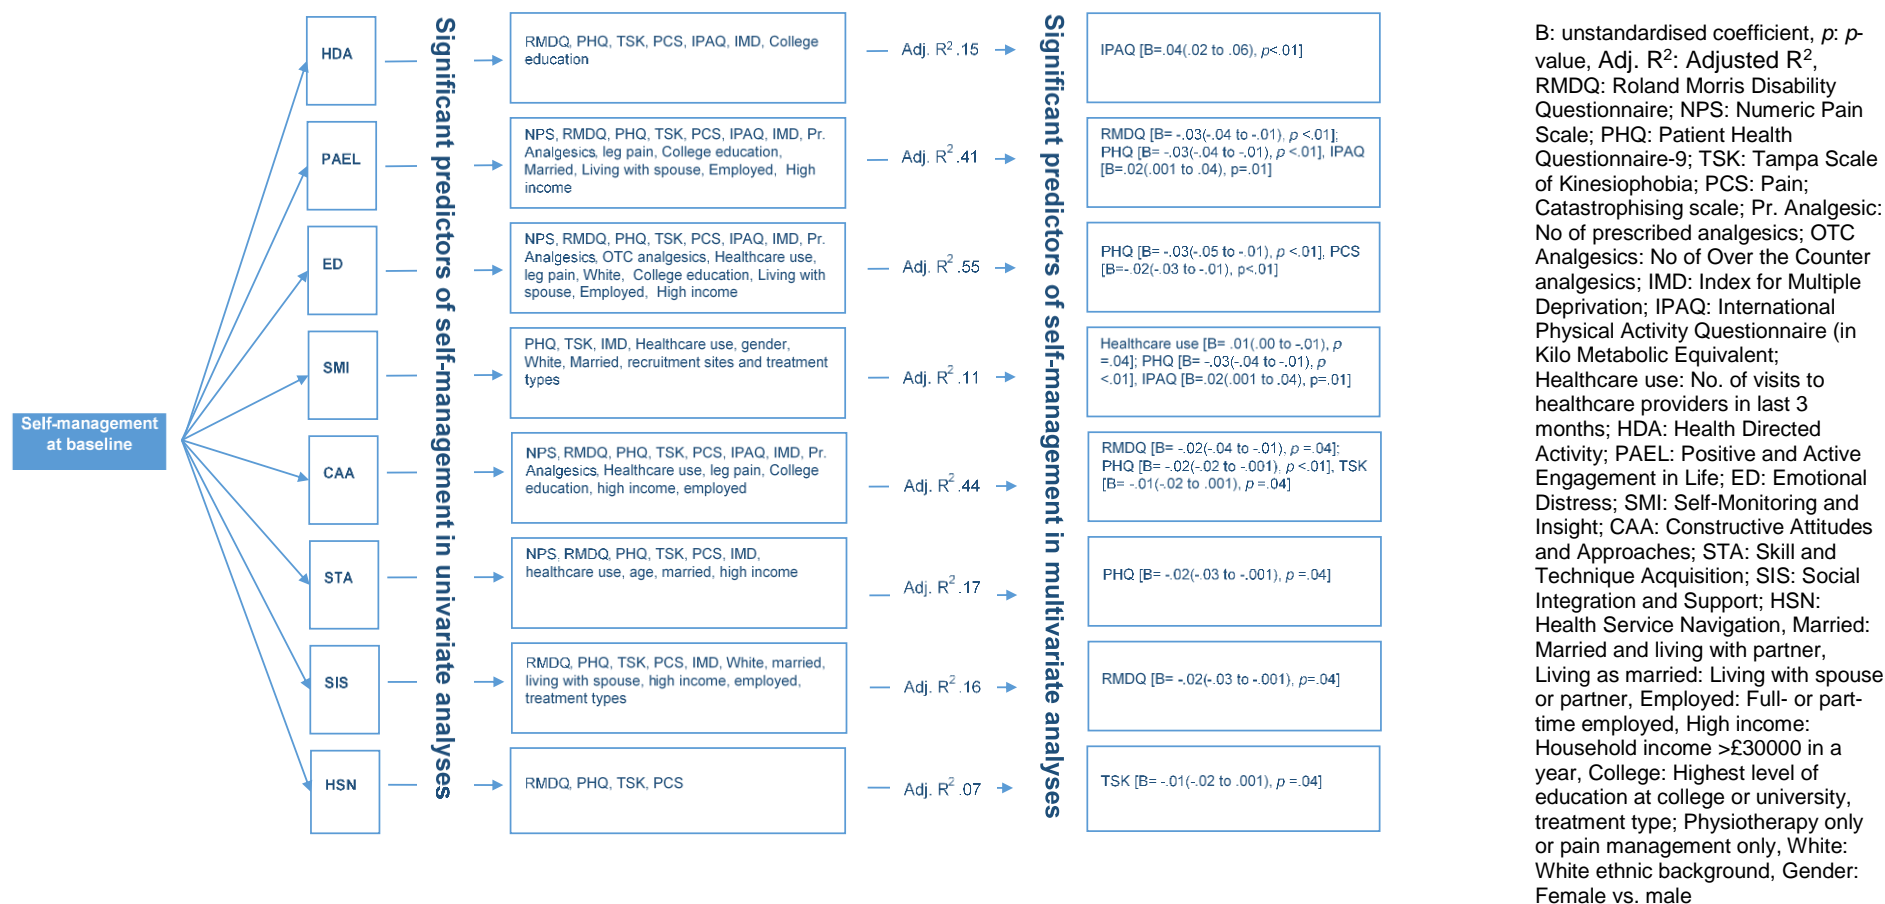 Self-management
at baseline
HDA
PAEL
ED
SMI
CAA
STA
SIS
HSN
Significant predictors of self-management in univariate analyses
RMDQ, PHQ, TSK, PCS, IPAQ, IMD, College
education
NPS, RMDQ, PHQ, TSK, PCS, IPAQ, IMD, Pr.
Analgesics, leg pain, College education,
Married, Living with spouse, Employed, High
income
NPS, RMDQ, PHQ, TSK, PCS, IPAQ, IMD, Pr.
Analgesics, OTC analgesics, Healthcare use,
leg pain, White, College education, Living with
spouse, Employed, High income
PHQ, TSK, IMD, Healthcare use, gender,
White, Married, recruitment sites and treatment
types
NPS, RMDQ, PHQ, TSK, PCS, IPAQ, IMD, Pr.
Analgesics, Healthcare use, leg pain, College
education, high income, employed
NPS, RMDQ, PHQ, TSK, PCS, IMD,
healthcare use, age, married, high income
RMDQ, PHQ, TSK, PCS, IMD, White, married,
living with spouse, high income, employed,
treatment types
RMDQ, PHQ, TSK, PCS
Adj. R² .15
Adj. R² .41
Adj. R² .55
Adj. R² .11
Adj. R² .44
Adj. R² .17
Adj. R² .16
Adj. R² .07
Significant predictors of self-management in multivariate analyses
IPAQ [B=.04(.02 to .06), p<.01]
RMDQ [B= -.03(-.04 to -.01), p <.01];
PHQ [B= -.03(-.04 to -.01), p <.01], IPAQ
[B=.02(.001 to .04), p=.01]
PHQ [B= -.03(-.05 to -.01), p <.01], PCS
[B=-.02(-.03 to -.01), p<.01]
Healthcare use [B= .01(.00 to -.01), p
=.04]; PHQ [B= -.03(-.04 to -.01), p
<.01], IPAQ [B=.02(.001 to .04), p=.01]
RMDQ [B= -.02(-.04 to -.01), p =.04];
PHQ [B= -.02(-.02 to -.001), p <.01], TSK
[B= -.01(-.02 to .001), p =.04]
PHQ [B= -.02(-.03 to -.001), p =.04]
RMDQ [B= -.02(-.03 to -.001), p=.04]
TSK [B= -.01(-.02 to .001), p =.04]
B: unstandardised coefficient, p: p-
value, Adj. R²: Adjusted R²,
RMDQ: Roland Morris Disability
Questionnaire; NPS: Numeric Pain
Scale; PHQ: Patient Health
Questionnaire-9; TSK: Tampa Scale
of Kinesiophobia; PCS: Pain;
Catastrophising scale; Pr. Analgesic:
No of prescribed analgesics; OTC
Analgesics: No of Over the Counter
analgesics; IMD: Index for Multiple
Deprivation; IPAQ: International
Physical Activity Questionnaire (in
Kilo Metabolic Equivalent;
Healthcare use: No. of visits to
healthcare providers in last 3
months; HDA: Health Directed
Activity; PAEL: Positive and Active
Engagement in Life; ED: Emotional
Distress; SMI: Self-Monitoring and
Insight; CAA: Constructive Attitudes
and Approaches; STA: Skill and
Technique Acquisition; SIS: Social
Integration and Support; HSN:
Health Service Navigation, Married:
Married and living with partner,
Living as married: Living with spouse
or partner, Employed: Full- or part-
time employed, High income:
Household income >£30000 in a
year, College: Highest level of
education at college or university,
treatment type; Physiotherapy only
or pain management only, White:
White ethnic background, Gender:
Female vs. male